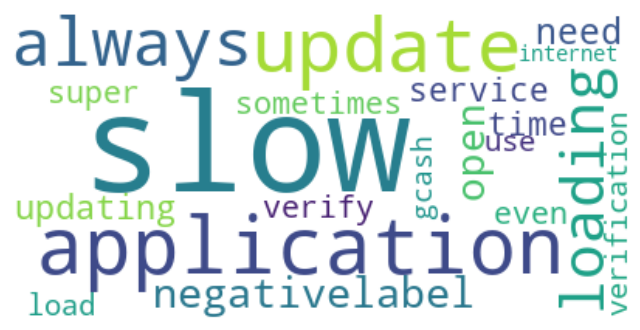 always
update
need
internet
super
sometimes
service
slow
open
time
use
loading
gcash
verification
updating
verify
even
application
load
negativelabel